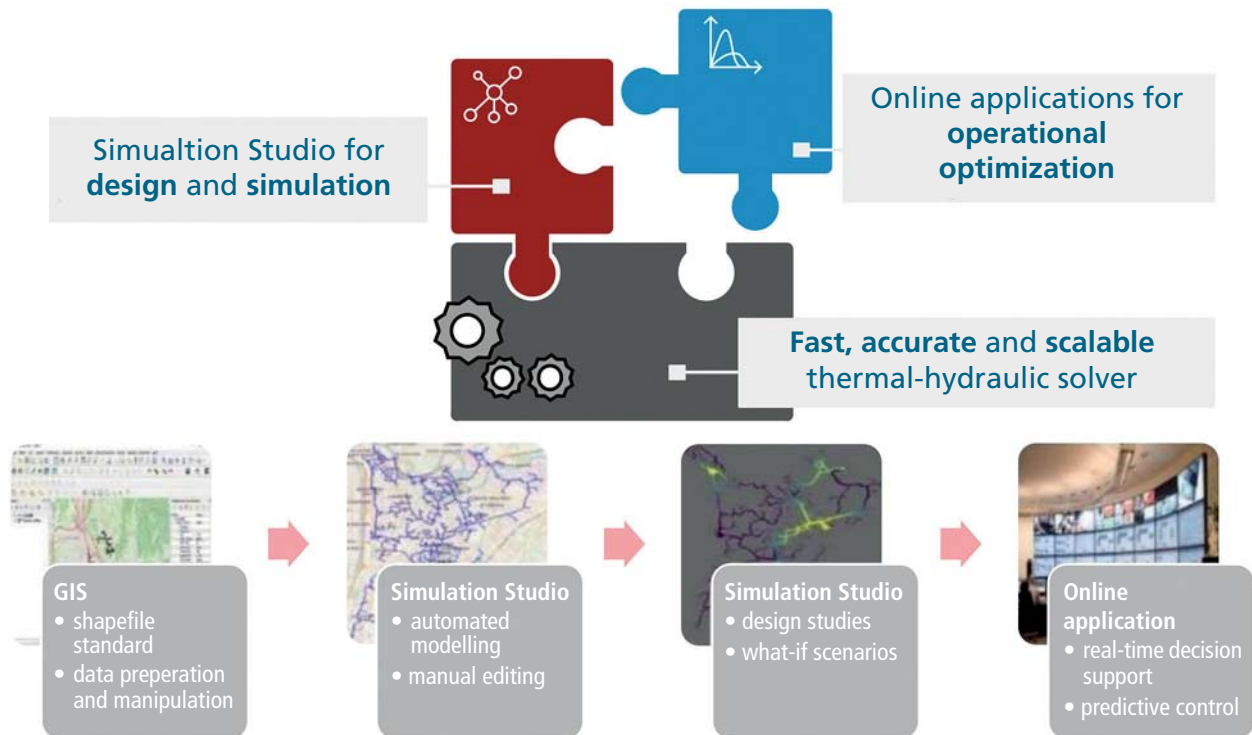 Simualtion Studio for
design and simulation
Online applications for
operational
optimization
Fast, accurate and scalable
thermal-hydraulic solver
GIS
• shapefile
standard
• data preperation
and manipulation
Simulation Studio
• automated
modelling
• manual editing
Simulation Studio
• design studies
• what-if scenarios
Online
application
• real-time decision
support
• predictive control